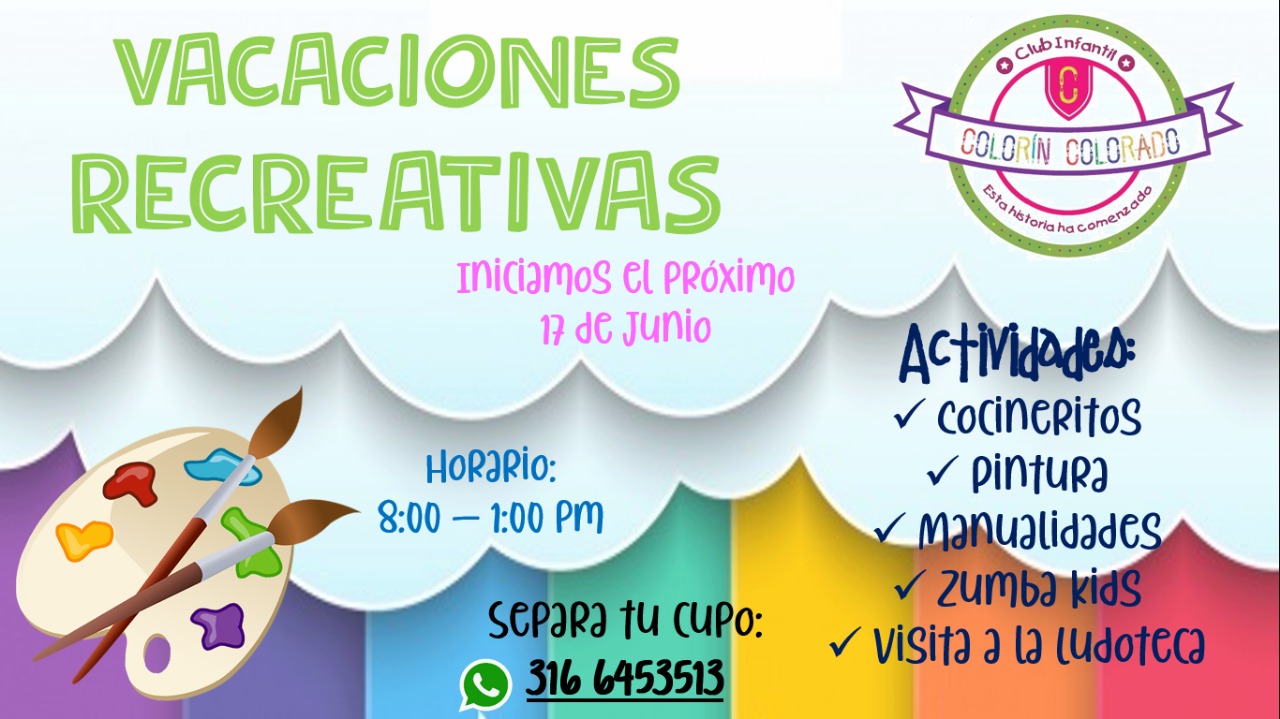 VACACIONES
RECREATIVAS
Club Infantil
C
COLORÍN COLORADO
Esta historia ha comenzado
Iniciamos el próximo
17 de Junio
Actividades:
✓ Cocineritos
✓ Pintura
✓ Manualidades
✓ Zumba kids
✓ Visita a la ludoteca
Horario:
8:00 – 1:00 PM
Separa tu cupo:
316 6453513